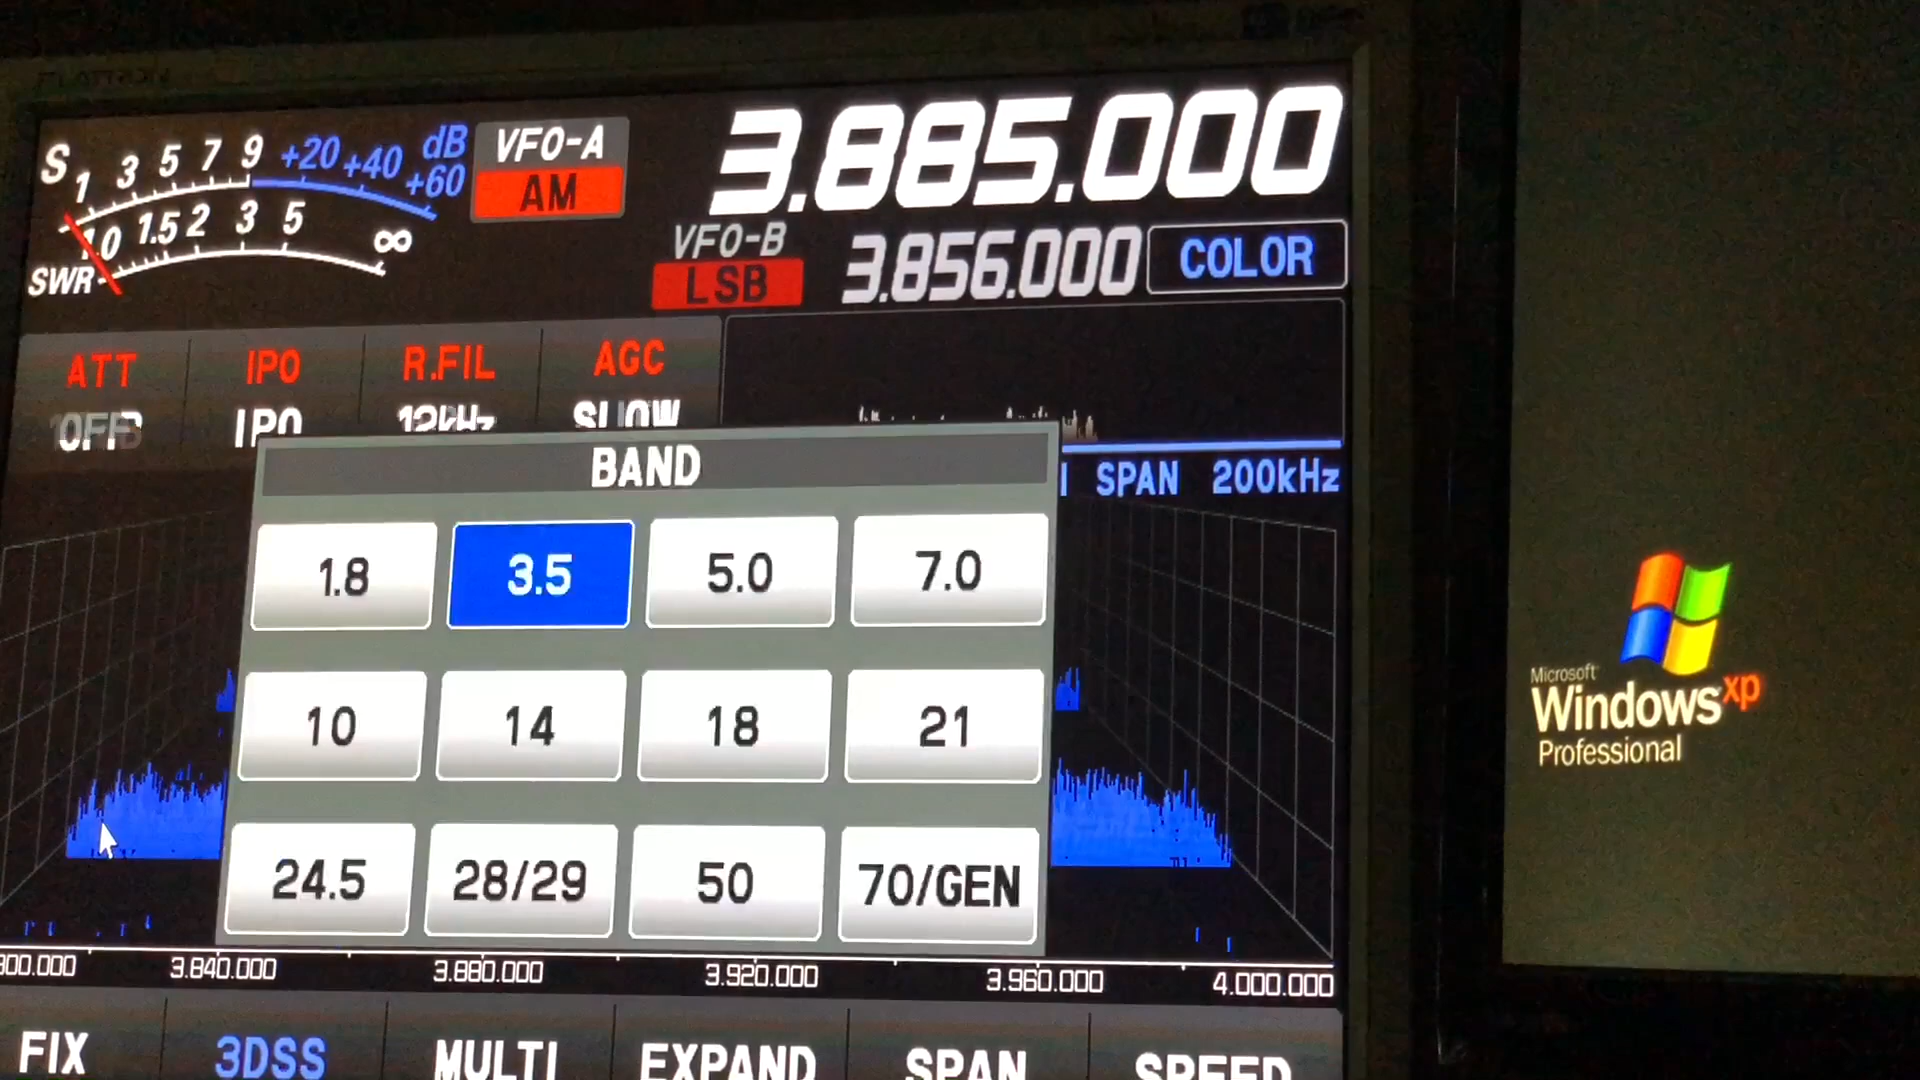 S 1 3 5 7 9 +20 +40 +60 dB
1.0 1.5 2 3 5 ∞
SWR
VFO-A
AM
3.885.000
VFO-B
LSB
3.856.000
COLOR
ATT IPO R.FIL AGC
IPO 12kHz
SPAN 200kHz
BAND
1.8 3.5 5.0 7.0
10 14 18 21
24.5 28/29 50 70/GEN
3.840.000 3.880.000 3.920.000 3.960.000 4.000.000
FIX 3DSS MULTI EXPAND SPAN SPEED
Microsoft
Windows xp
Professional